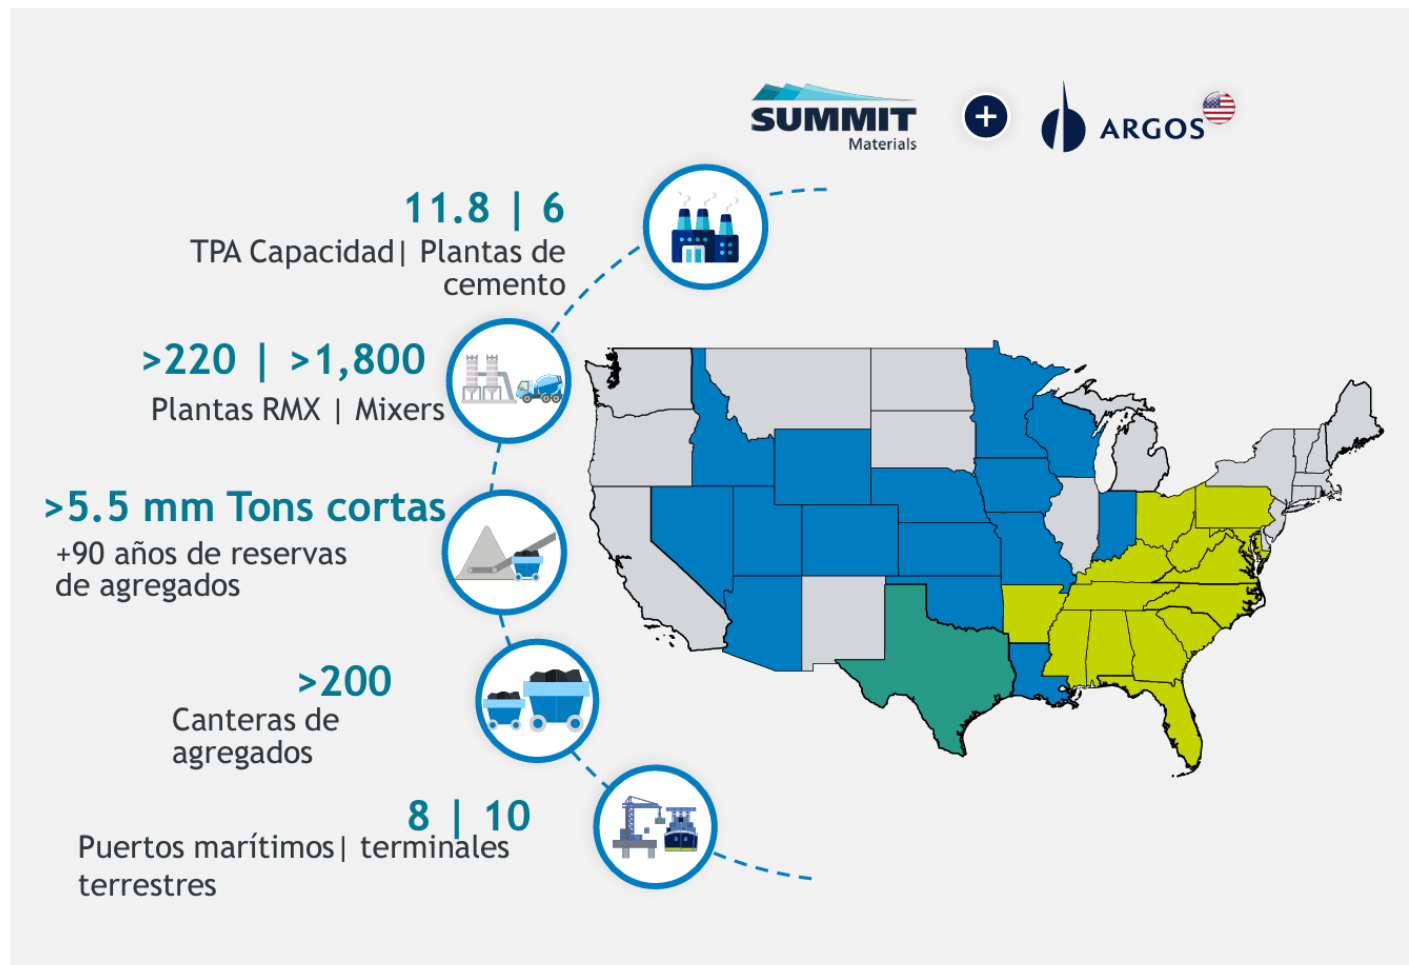 SUMMIT
Materials
+
ARGOS
11.8 | 6
TPA Capacidad| Plantas de
cemento
>220 | >1,800
Plantas RMX | Mixers
>5.5 mm Tons cortas
+90 años de reservas
de agregados
>200
Canteras de
agregados
8 | 10
Puertos marítimos| terminales
terrestres